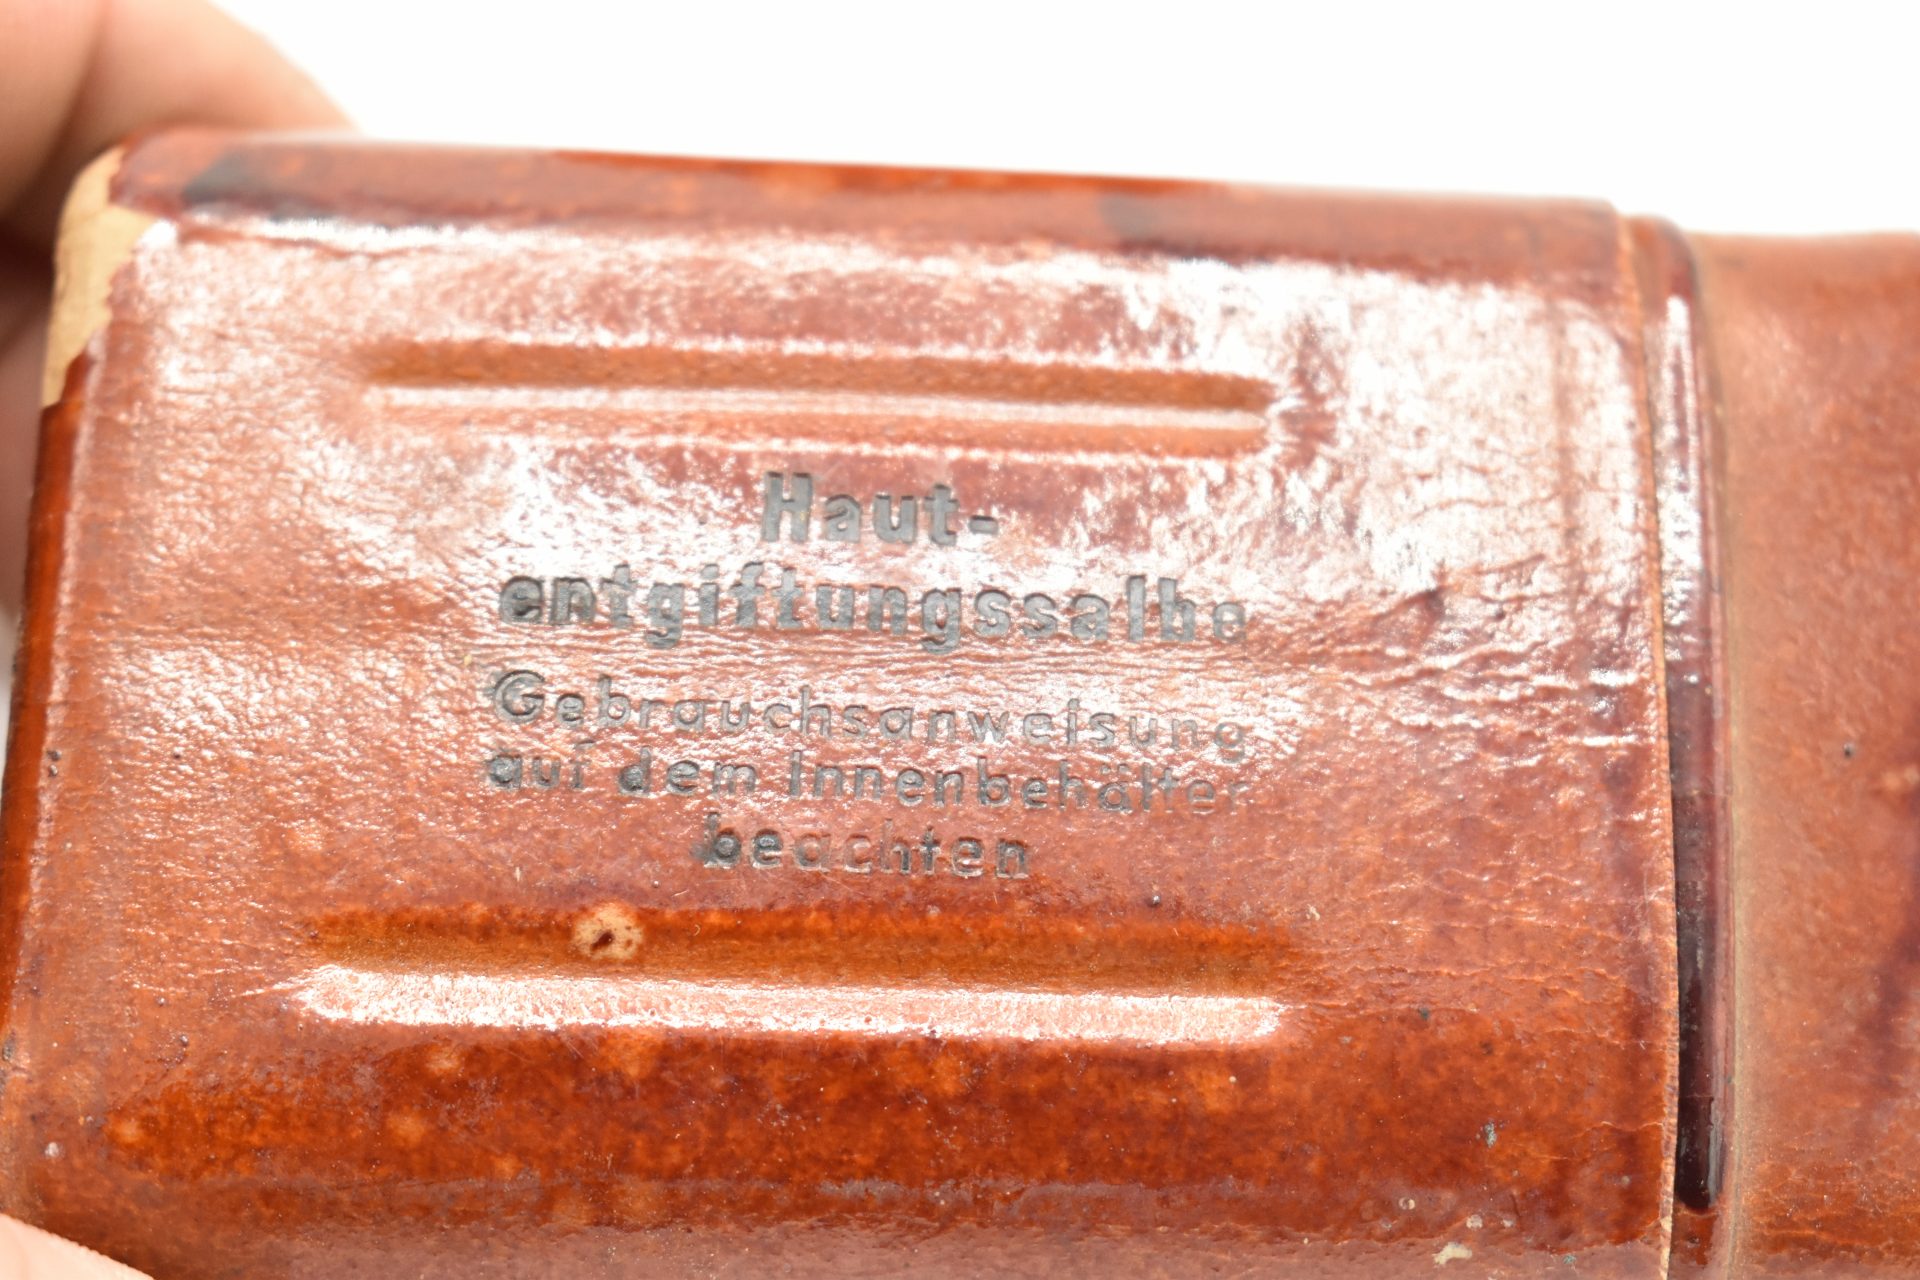 Haut-
entgiftungssalbe
Gebrauchsanweisung
auf dem Innenbehälter
beachten